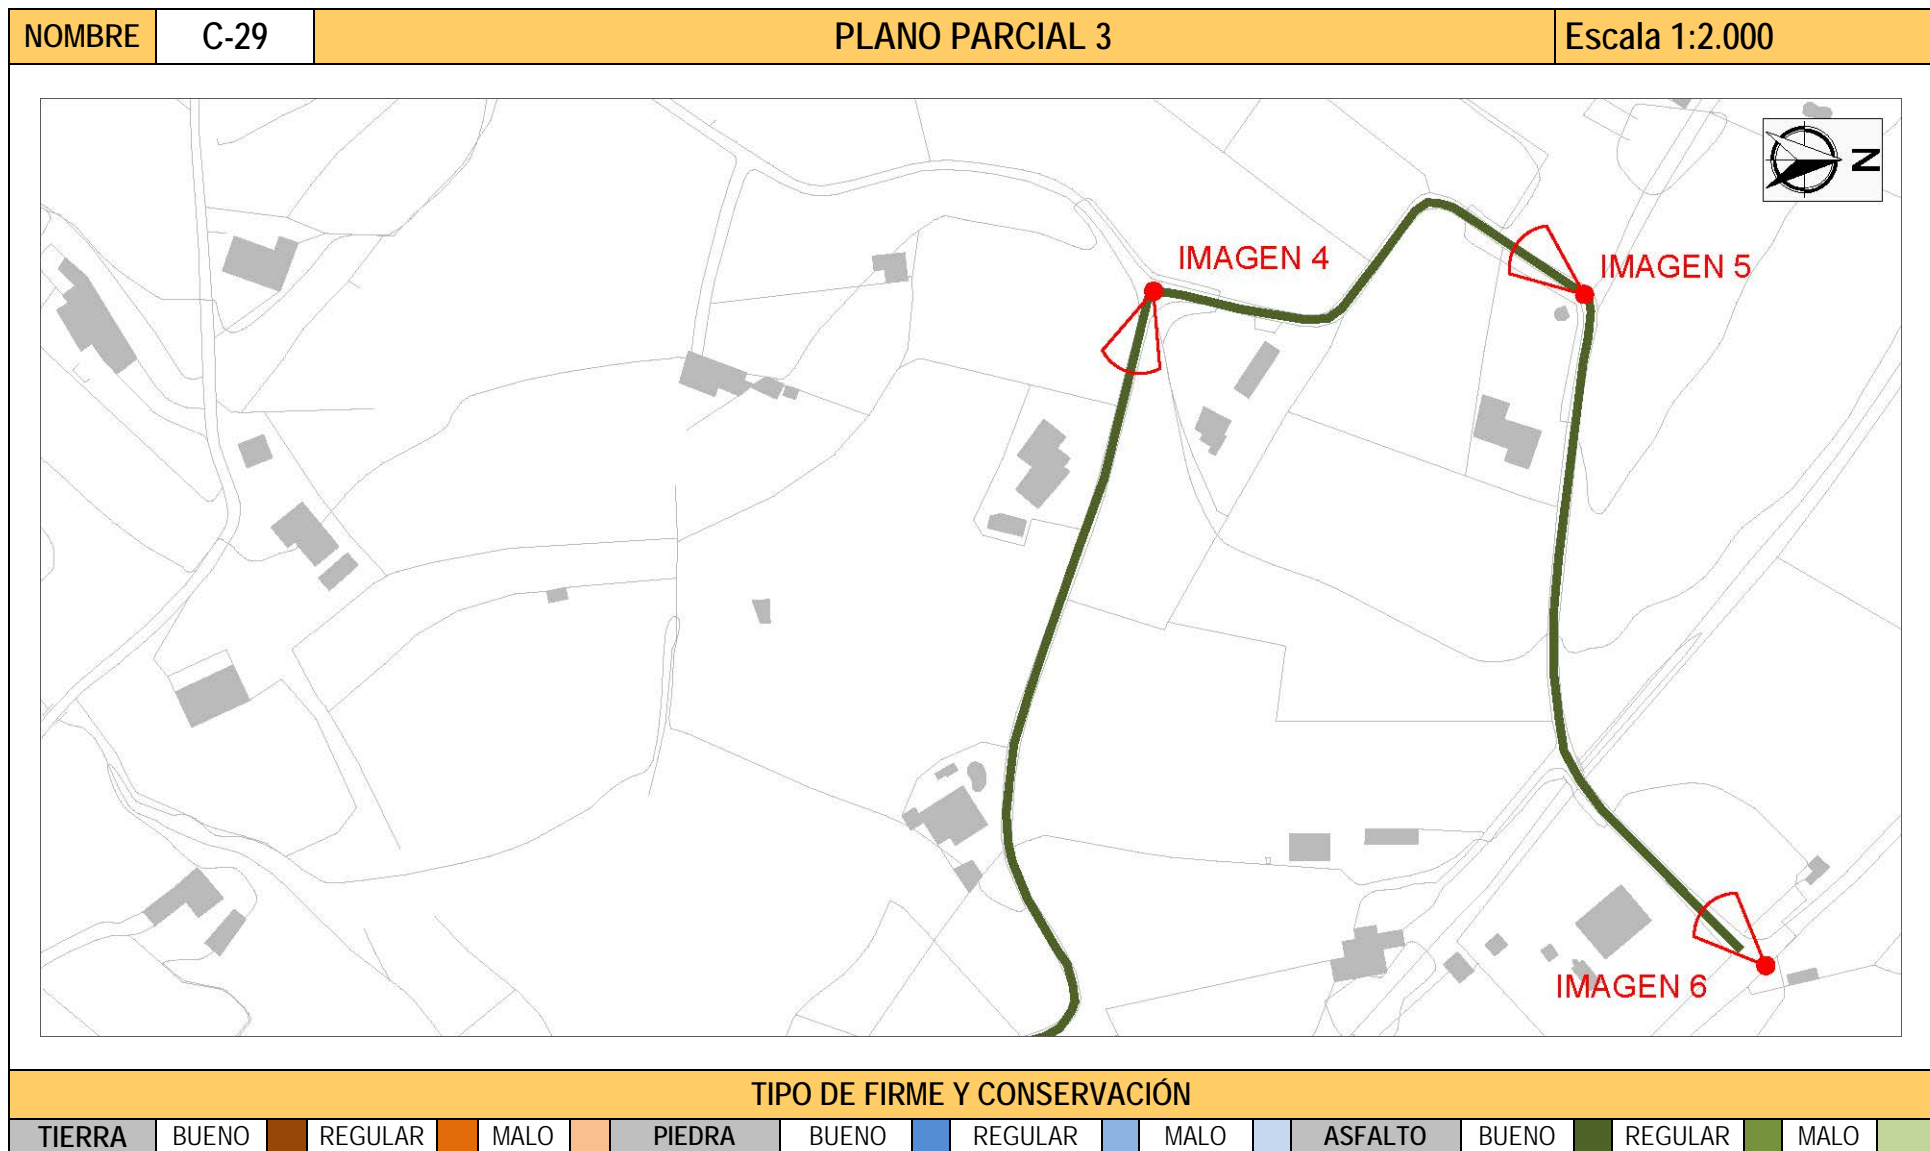 NOMBRE C-29 PLANO PARCIAL 3 Escala 1:2.000
N
IMAGEN 4
IMAGEN 5
IMAGEN 6
TIPO DE FIRME Y CONSERVACIÓN
TIERRA BUENO REGULAR MALO PIEDRA BUENO REGULAR MALO ASFALTO BUENO REGULAR MALO